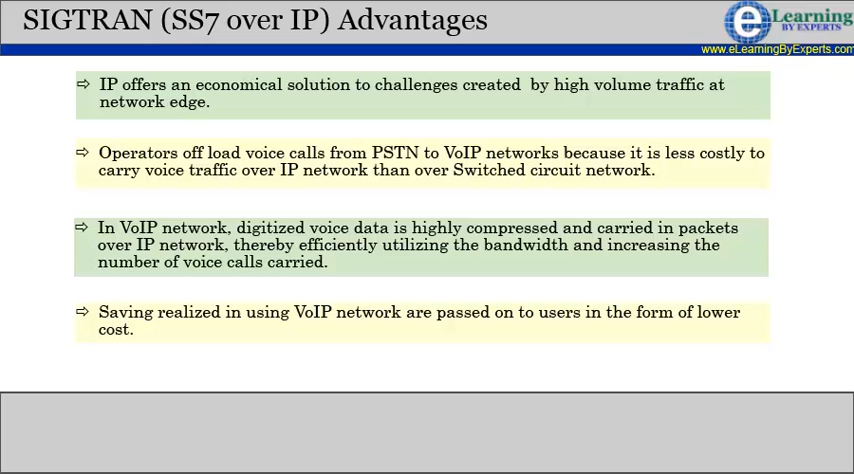 SIGTRAN (SS7 over IP) Advantages
eLearning
BY EXPERTS
www.eLearningByExperts.com
⇨ IP offers an economical solution to challenges created by high volume traffic at
network edge.
⇨ Operators off load voice calls from PSTN to VoIP networks because it is less costly to
carry voice traffic over IP network than over Switched circuit network.
⇨ In VoIP network, digitized voice data is highly compressed and carried in packets
over IP network, thereby efficiently utilizing the bandwidth and increasing the
number of voice calls carried.
⇨ Saving realized in using VoIP network are passed on to users in the form of lower
cost.